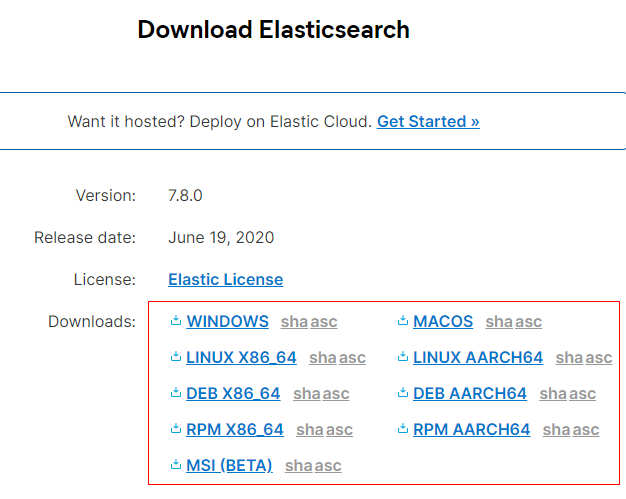 Download Elasticsearch
Want it hosted? Deploy on Elastic Cloud. Get Started »
Version: 7.8.0
Release date: June 19, 2020
License: Elastic License
Downloads: WINDOWS sha asc MACOS sha asc
LINUX X86_64 sha asc LINUX AARCH64 sha asc
DEB X86_64 sha asc DEB AARCH64 sha asc
RPM X86_64 sha asc RPM AARCH64 sha asc
MSI (BETA) sha asc